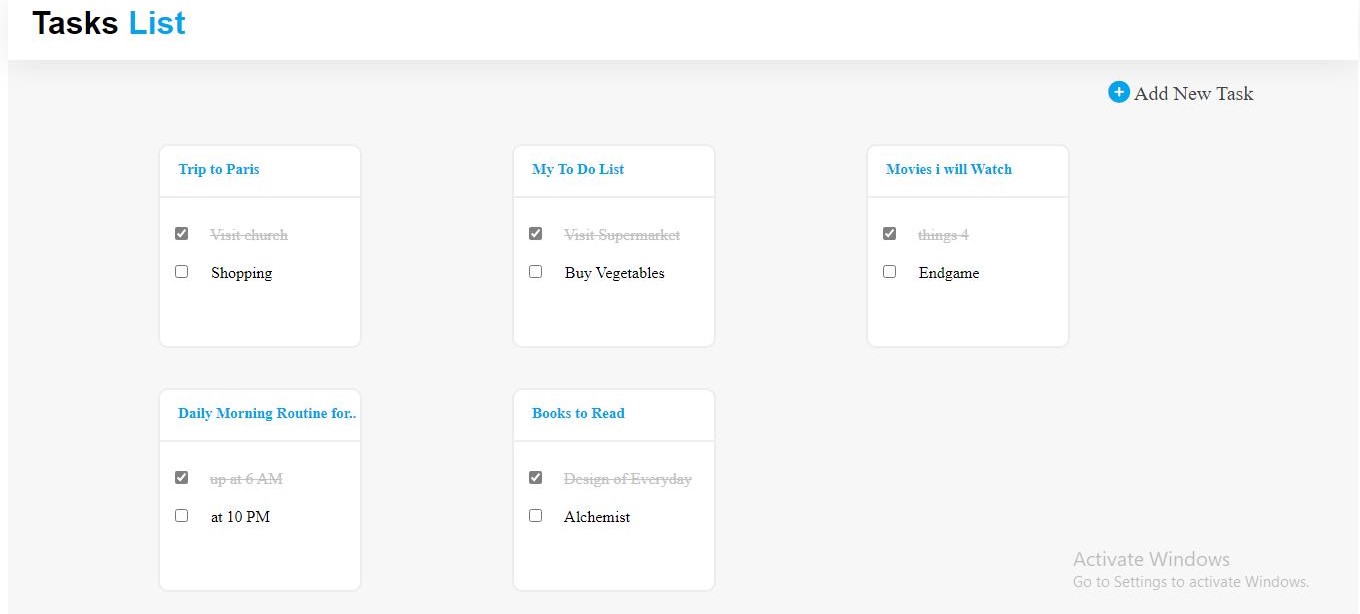 Tasks List
Add New Task
Trip to Paris
Visit church
Shopping
My To Do List
Visit Supermarket
Buy Vegetables
Movies i will Watch
things 4
Endgame
Daily Morning Routine for..
up at 6 AM
at 10 PM
Books to Read
Design of Everyday
Alchemist
Activate Windows
Go to Settings to activate Windows.